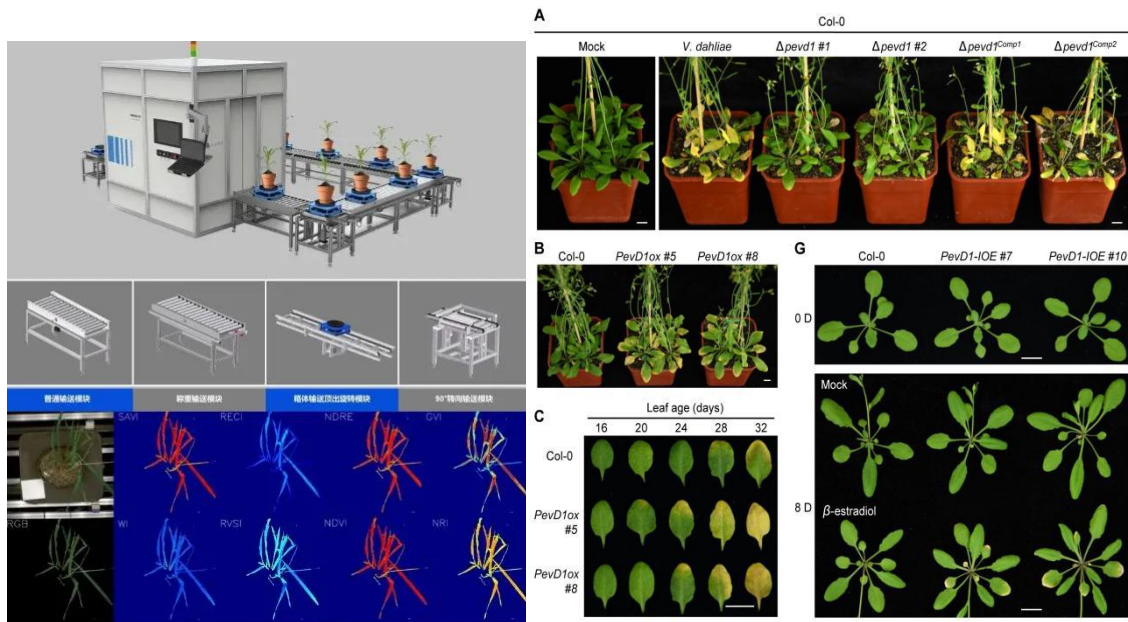 普通输送模块
称重输送模块
箱体输送顶出旋转模块
90°转向输送模块
SAVI
RECI
NDRE
GVI
RGB
WI
RVSI
NDVI
NRI
A
Col-0
Mock
V. dahliae
Δpevd1 #1
Δpevd1 #2
Δpevd1Comp1
Δpevd1Comp2
B
Col-0
PevD1ox #5
PevD1ox #8
C
Leaf age (days)
16 20 24 28 32
Col-0
PevD1ox
#5
PevD1ox
#8
G
Col-0
PevD1-IOE #7
PevD1-IOE #10
0 D
Mock
8 D
β-estradiol